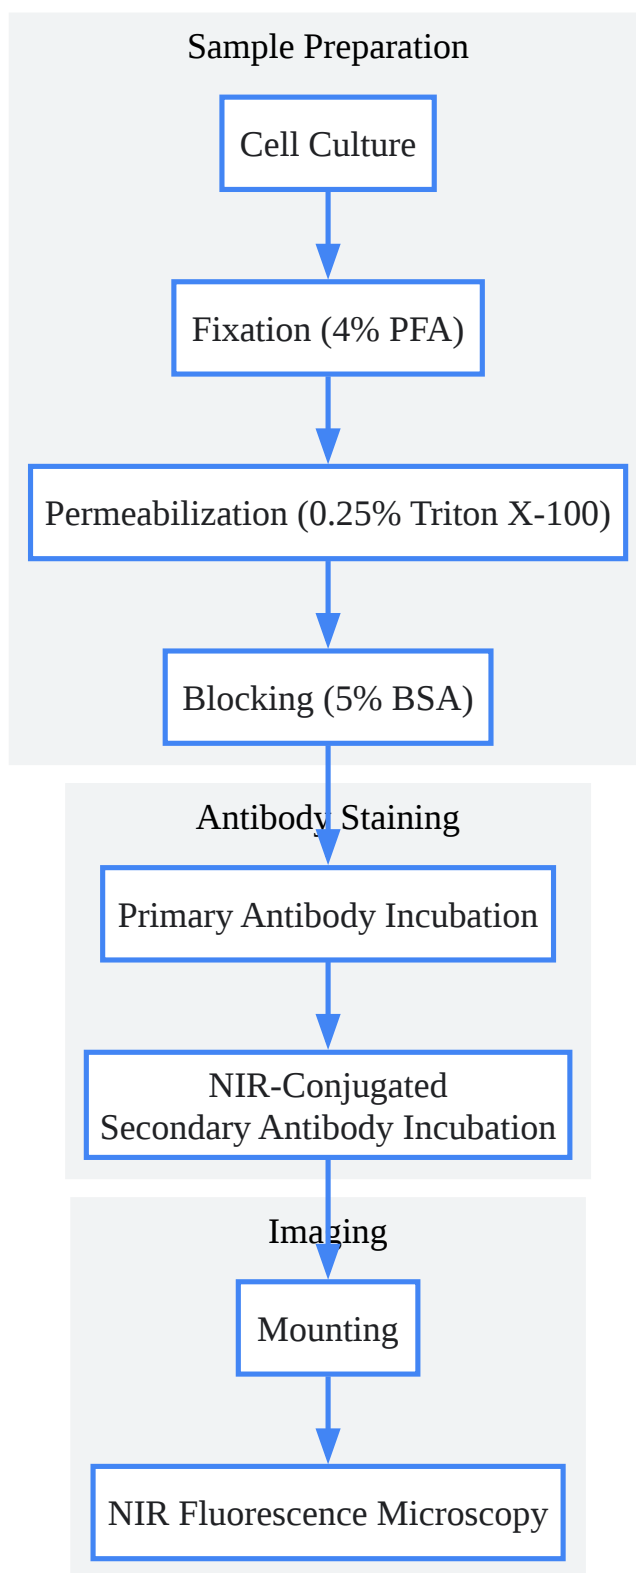 Sample Preparation
Cell Culture
Fixation (4% PFA)
Permeabilization (0.25% Triton X-100)
Blocking (5% BSA)
Antibody Staining
Primary Antibody Incubation
NIR-Conjugated
Secondary Antibody Incubation
Imaging
Mounting
NIR Fluorescence Microscopy